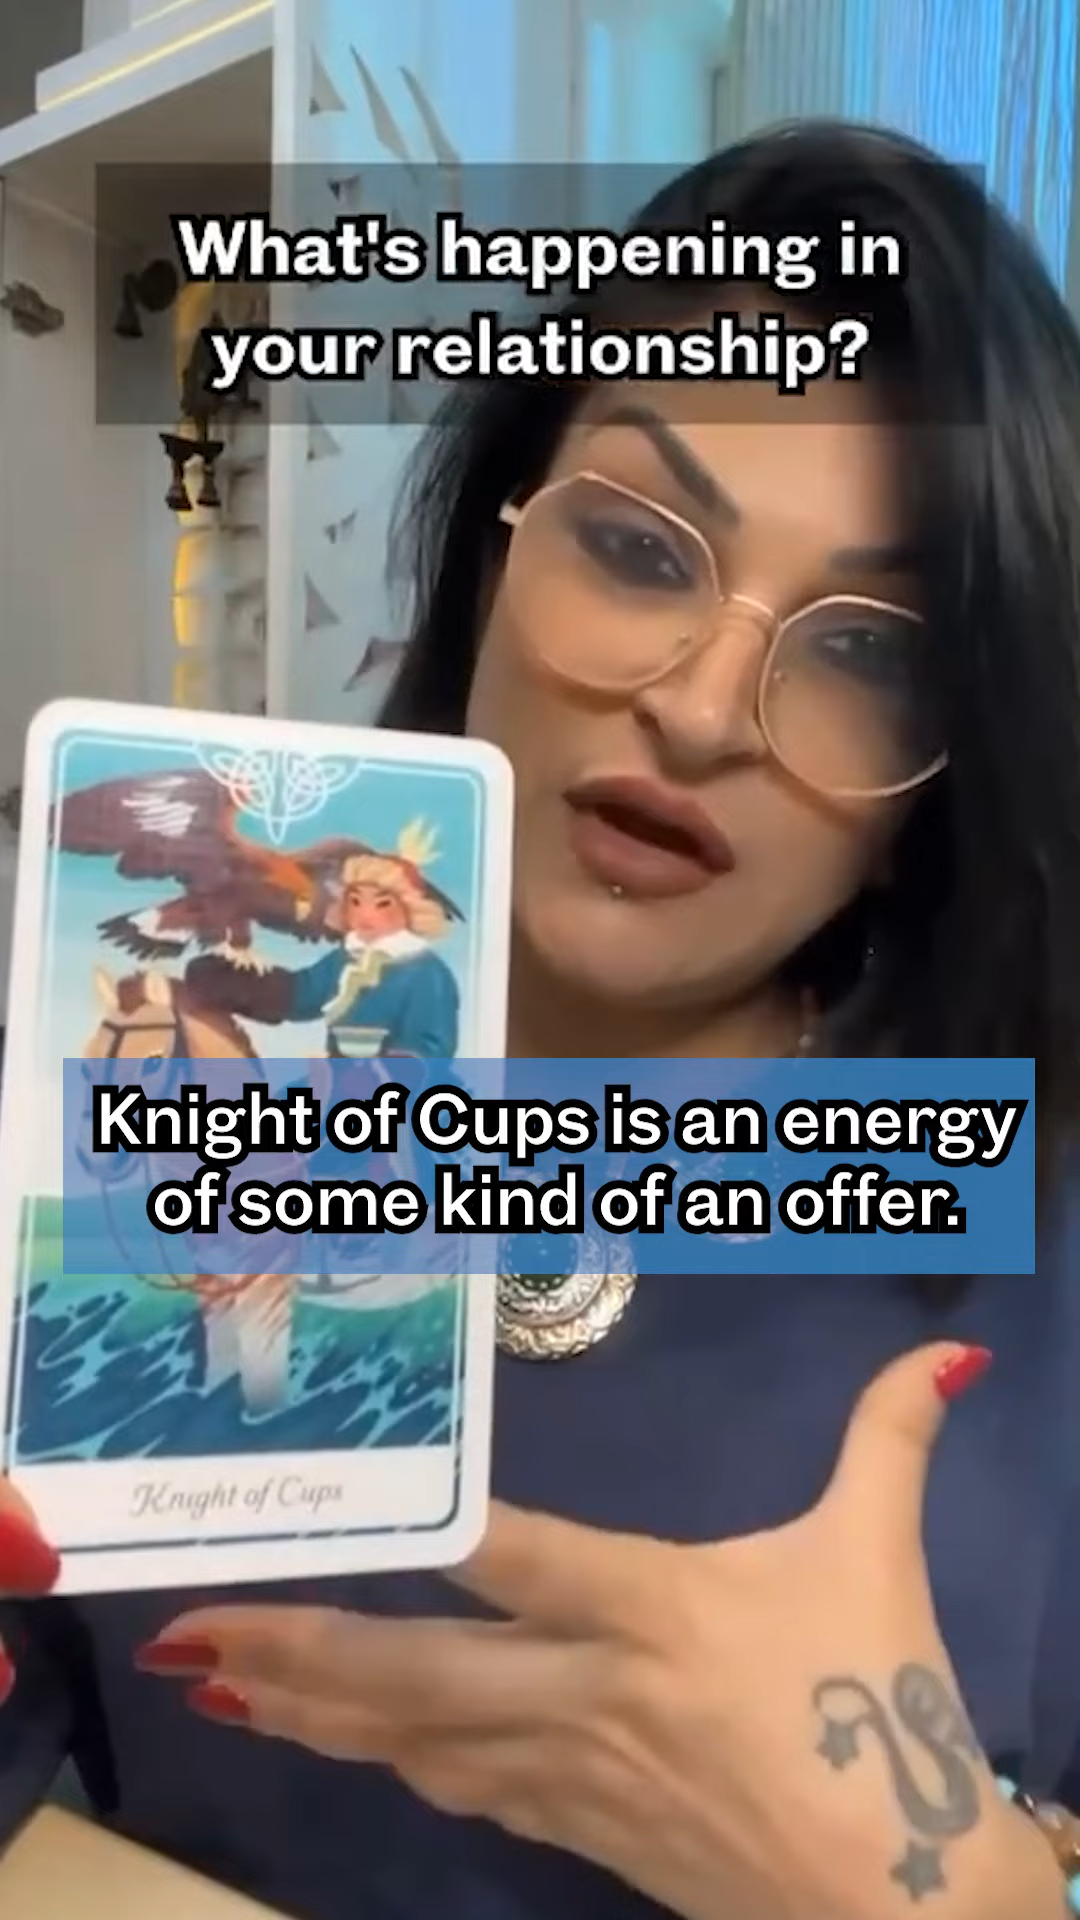 What's happening in
your relationship?
Knight of Cups is an energy
of some kind of an offer.
Knight of Cups